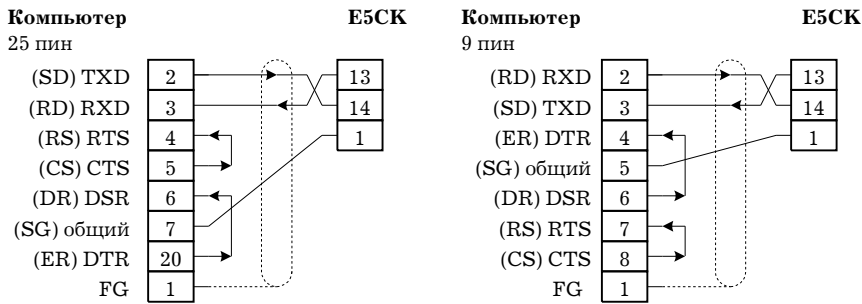 Компьютер E5CK
25 пин
(SD) TXD 2 13
(RD) RXD 3 14
(RS) RTS 4 1
(CS) CTS 5
(DR) DSR 6
(SG) общий 7
(ER) DTR 20
FG 1
Компьютер E5CK
9 пин
(RD) RXD 2 13
(SD) TXD 3 14
(ER) DTR 4 1
(SG) общий 5
(DR) DSR 6
(RS) RTS 7
(CS) CTS 8
FG 1